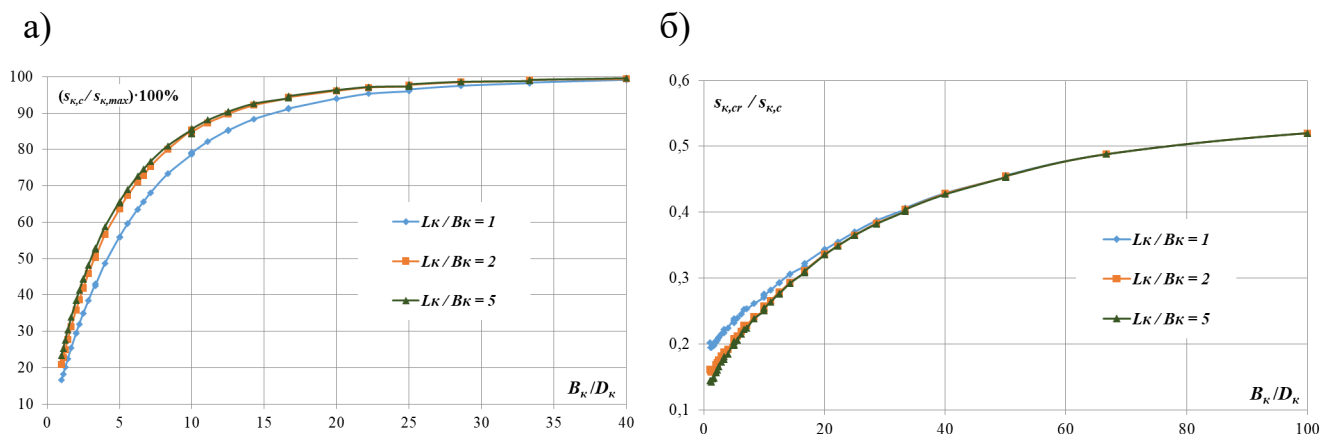 а)
100
90
80
70
60
50
40
30
20
10
(sк,c / sк,max)·100%
Lк / Bк = 1
Lк / Bк = 2
Lк / Bк = 5
Bк /Dк
0
5
10
15
20
25
30
35
40
б)
0,6
0,5
0,4
0,3
0,2
0,1
sк,cr / sк,c
Lк / Bк = 1
Lк / Bк = 2
Lк / Bк = 5
Bк/Dк
0
20
40
60
80
100